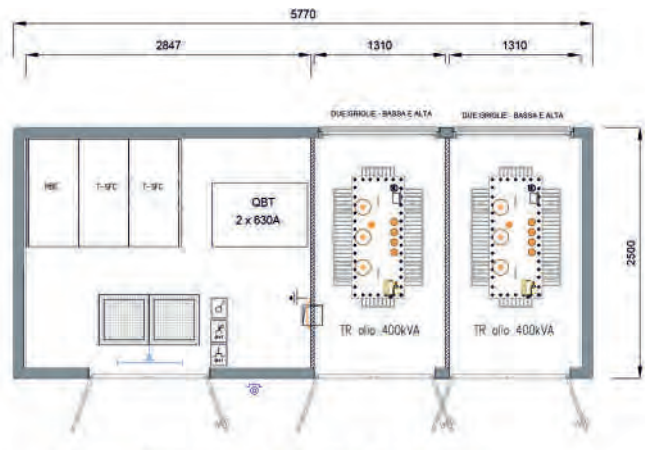 5770
2847 1310 1310
DUE GRIGLIE - BASSA E ALTA DUE GRIGLIE - BASSA E ALTA
T-SFC T-SFC
QBT
2 x 630A
2500
TR olio 400kVA TR olio 400kVA